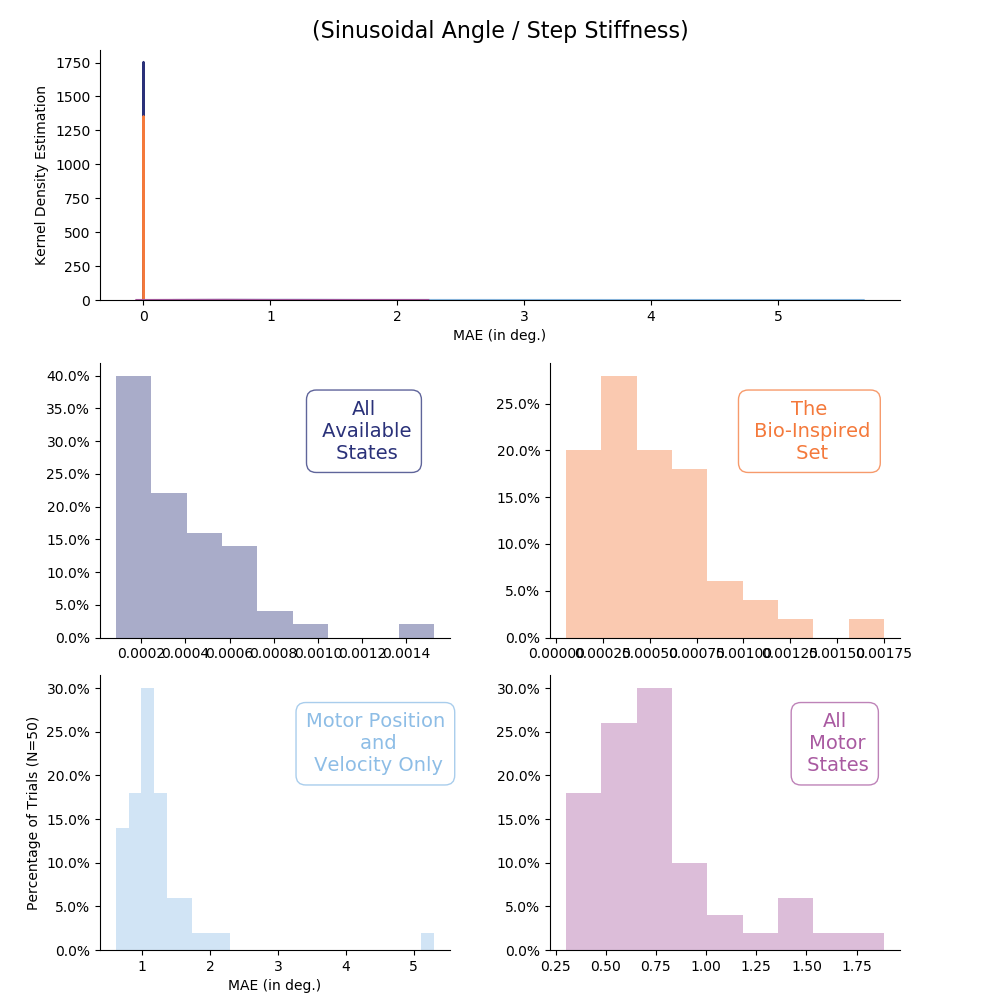 (Sinusoidal Angle / Step Stiffness)
Kernel Density Estimation
1750
1500
1250
1000
750
500
250
0
0 1 2 3 4 5
MAE (in deg.)
40.0%
35.0%
30.0%
25.0%
20.0%
15.0%
10.0%
5.0%
0.0%
All
Available
States
0.0002 0.0004 0.0006 0.0008 0.0010 0.0012 0.0014
25.0%
20.0%
15.0%
10.0%
5.0%
0.0%
The
Bio-Inspired
Set
0.00000 0.00025 0.00050 0.00075 0.00100 0.00125 0.00150 0.00175
Percentage of Trials (N=50)
30.0%
25.0%
20.0%
15.0%
10.0%
5.0%
0.0%
Motor Position
and
Velocity Only
1 2 3 4 5
MAE (in deg.)
30.0%
25.0%
20.0%
15.0%
10.0%
5.0%
0.0%
All
Motor
States
0.25 0.50 0.75 1.00 1.25 1.50 1.75